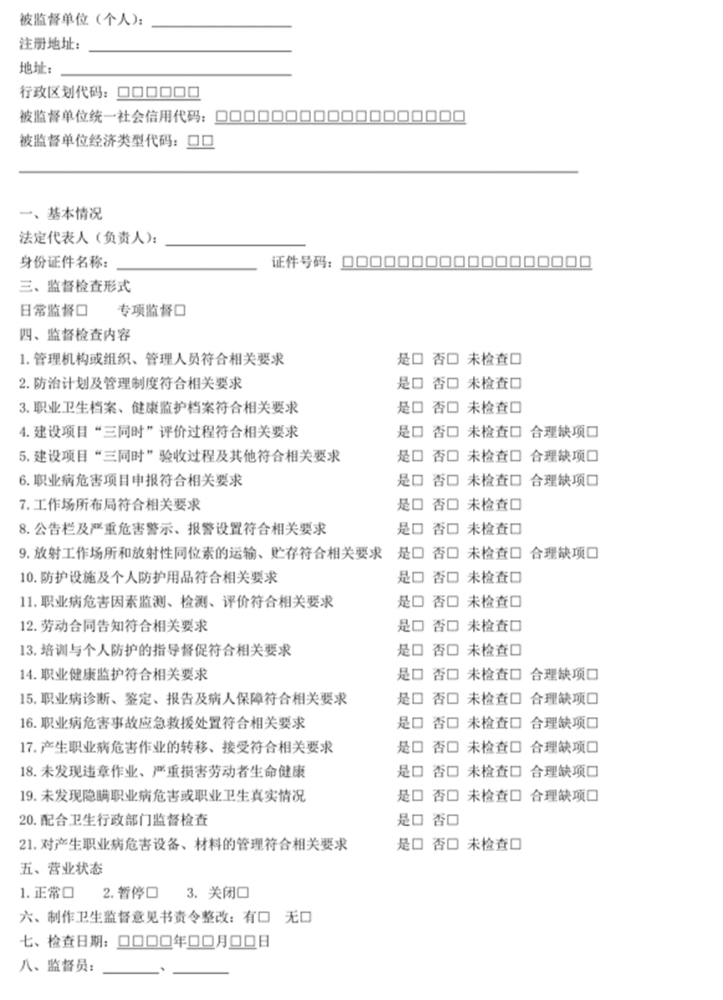 被监督单位（个人）：____________________
注册地址：_____________________________
地址：_________________________________
行政区划代码：□□□□□□
被监督单位统一社会信用代码：□□□□□□□□□□□□□□□□□□
被监督单位经济类型代码：□□
一、基本情况
法定代表人（负责人）：____________________
身份证件名称：____________________ 证件号码：□□□□□□□□□□□□□□□□□□
三、监督检查形式
日常监督□ 专项监督□
四、监督检查内容
1.管理机构或组织、管理人员符合相关要求 是□ 否□ 未检查□
2.防治计划及管理制度符合相关要求 是□ 否□ 未检查□
3.职业卫生档案、健康监护档案符合相关要求 是□ 否□ 未检查□
4.建设项目“三同时”评价过程符合相关要求 是□ 否□ 未检查□ 合理缺项□
5.建设项目“三同时”验收过程及其他符合相关要求 是□ 否□ 未检查□ 合理缺项□
6.职业病危害项目申报符合相关要求 是□ 否□ 未检查□ 合理缺项□
7.工作场所布局符合相关要求 是□ 否□ 未检查□
8.公告栏及严重危害警示、报警设置符合相关要求 是□ 否□ 未检查□
9.放射工作场所和放射性同位素的运输、贮存符合相关要求 是□ 否□ 未检查□ 合理缺项□
10.防护设施及个人防护用品符合相关要求 是□ 否□ 未检查□
11.职业病危害因素监测、检测、评价符合相关要求 是□ 否□ 未检查□
12.劳动合同告知符合相关要求 是□ 否□ 未检查□
13.培训与个人防护的指导督促符合相关要求 是□ 否□ 未检查□
14.职业健康监护符合相关要求 是□ 否□ 未检查□ 合理缺项□
15.职业病诊断、鉴定、报告及病人保障符合相关要求 是□ 否□ 未检查□ 合理缺项□
16.职业病危害事故应急救援处置符合相关要求 是□ 否□ 未检查□ 合理缺项□
17.产生职业病危害作业的转移、接受符合相关要求 是□ 否□ 未检查□ 合理缺项□
18.未发现违章作业、严重损害劳动者生命健康 是□ 否□ 未检查□ 合理缺项□
19.未发现隐瞒职业病危害或职业卫生真实情况 是□ 否□ 未检查□ 合理缺项□
20.配合卫生行政部门监督检查 是□ 否□
21.对产生职业病危害设备、材料的管理符合相关要求 是□ 否□ 未检查□
五、营业状态
1.正常□ 2.暂停□ 3. 关闭□
六、制作卫生监督意见书责令整改：有□ 无□
七、检查日期：□□□□年□□月□□日
八、监督员：________、________